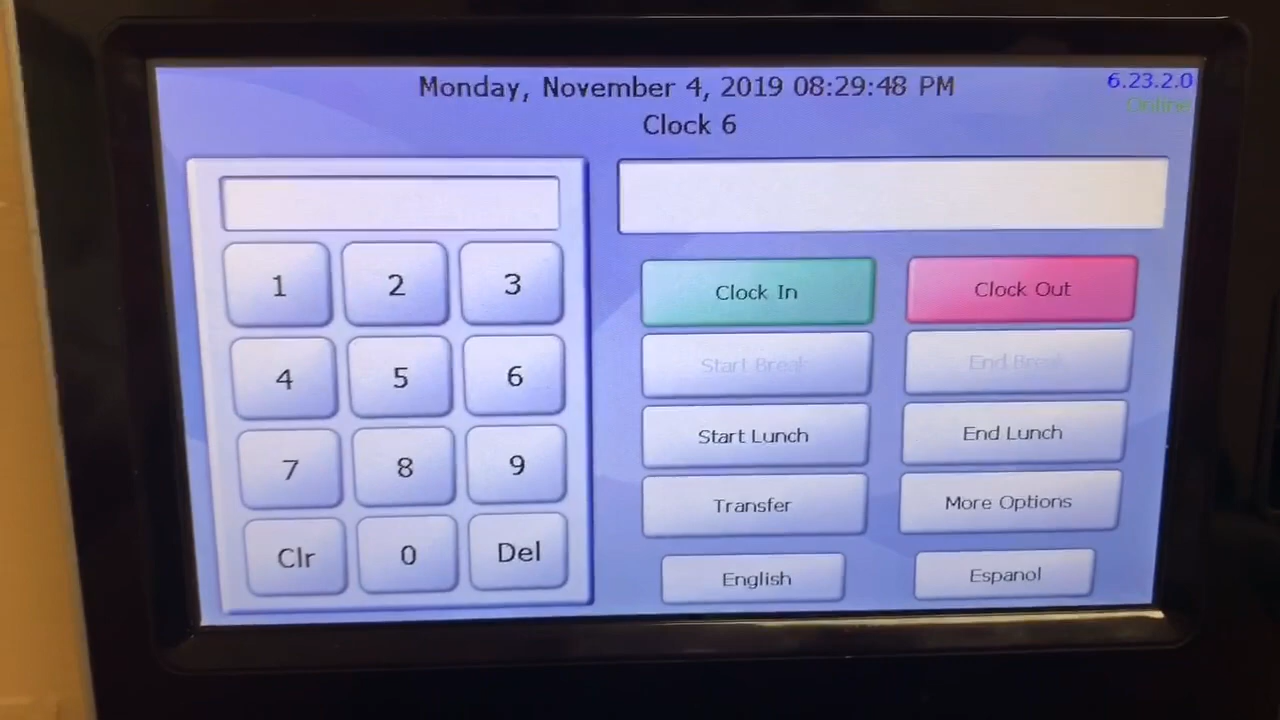 Monday, November 4, 2019 08:29:48 PM
6.23.2.0
Online
Clock 6
1 2 3
4 5 6
7 8 9
Clr 0 Del
Clock In Clock Out
Start Break End Break
Start Lunch End Lunch
Transfer More Options
English Espanol